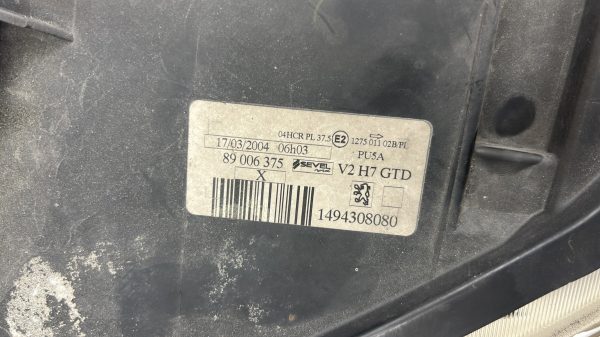 04HCR PL 37.5 E2 1275 011 02B PL
17/03/2004 06h03 PU5A
89 006 375 SEVEL V2 H7 GTD
X
1494308080